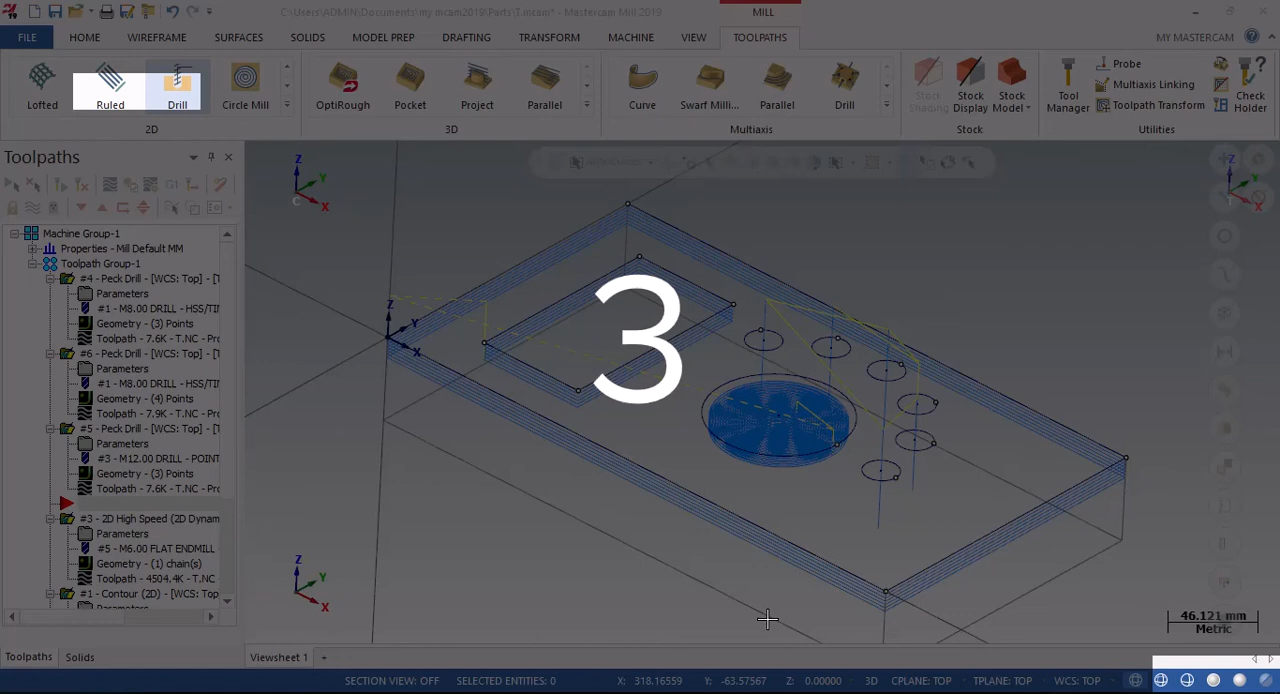 C:\Users\ADMIN\Documents\my mcam2019\Parts\T.mcam* - Mastercam Mill 2019
MILL
FILE
HOME
WIREFRAME
SURFACES
SOLIDS
MODEL PREP
DRAFTING
TRANSFORM
MACHINE
VIEW
TOOLPATHS
MY MASTERCAM
Lofted
Ruled
Drill
Circle Mill
2D
OptiRough
Pocket
Project
Parallel
3D
Curve
Swarf Milli...
Parallel
Drill
Multiaxis
Stock Shading
Stock Display
Stock Model
Stock
Tool Manager
Probe
Multiaxis Linking
Toolpath Transform
Check Holder
Utilities
Toolpaths
G1
Machine Group-1
Properties - Mill Default MM
Toolpath Group-1
#4 - Peck Drill - [WCS: Top] - [T
Parameters
#1 - M8.00 DRILL - HSS/TIN
Geometry - (3) Points
Toolpath - 7.6K - T.NC - Pro
#6 - Peck Drill - [WCS: Top] - [T
Parameters
#1 - M8.00 DRILL - HSS/TIN
Geometry - (4) Points
Toolpath - 7.9K - T.NC - Pro
#5 - Peck Drill - [WCS: Top] - [T
Parameters
#3 - M12.00 DRILL - POINT
Geometry - (3) Points
Toolpath - 7.6K - T.NC - Pro
#3 - 2D High Speed (2D Dynam
Parameters
#5 - M6.00 FLAT ENDMILL
Geometry - (1) chain(s)
Toolpath - 4504.4K - T.NC
#1 - Contour (2D) - [WCS: Top
Parameters
Z
Y
X
C
Z
Y
X
T
Z
Y
X
3
Z
Y
X
46.121 mm
Metric
Toolpaths
Solids
Viewsheet 1
+
SECTION VIEW: OFF
SELECTED ENTITIES: 0
X: 318.16559
Y: -63.57567
Z: 0.00000
3D
CPLANE: TOP
TPLANE: TOP
WCS: TOP